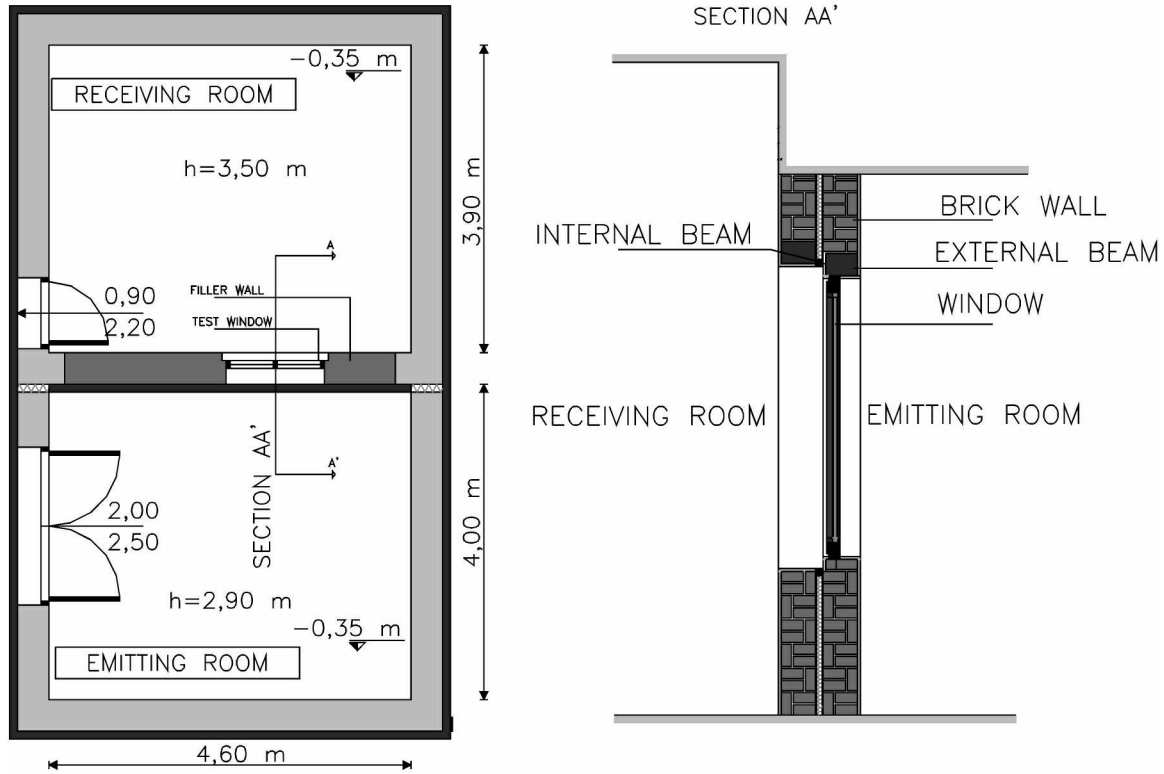 SECTION AA'
−0,35 m
RECEIVING ROOM
h=3,50 m
3,90 m
A
FILLER WALL
TEST WINDOW
0,90
2,20
A'
SECTION AA'
2,00
2,50
4,00 m
h=2,90 m
−0,35 m
EMITTING ROOM
4,60 m
BRICK WALL
INTERNAL BEAM
EXTERNAL BEAM
WINDOW
RECEIVING ROOM
EMITTING ROOM